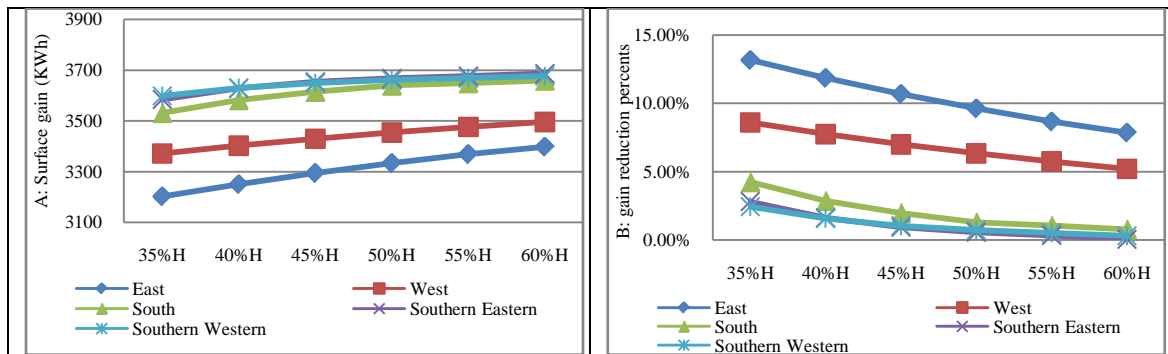 A: Surface gain (KWh)
3900
3700
3500
3300
3100
35%H 40%H 45%H 50%H 55%H 60%H
East West
South Southern Eastern
Southern Western
B: gain reduction percents
15.00%
10.00%
5.00%
0.00%
35%H 40%H 45%H 50%H 55%H 60%H
East West
South Southern Eastern
Southern Western